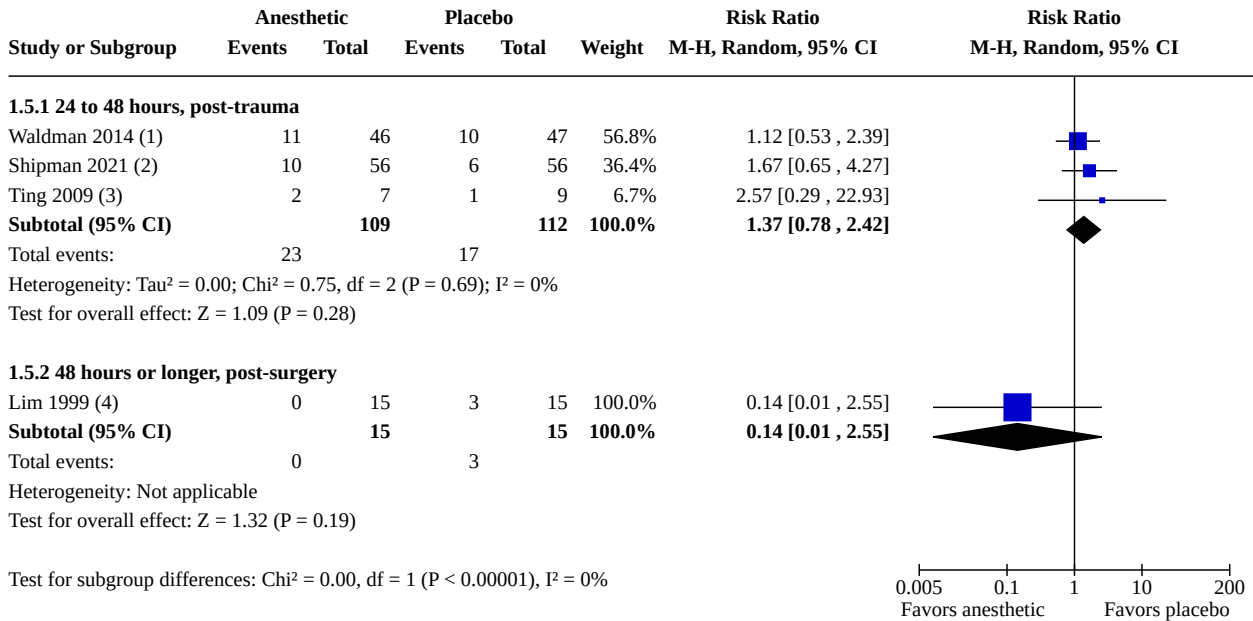 Anesthetic Placebo Risk Ratio Risk Ratio
Study or Subgroup Events Total Events Total Weight M-H, Random, 95% CI M-H, Random, 95% CI
1.5.1 24 to 48 hours, post-trauma
Waldman 2014 (1) 11 46 10 47 56.8% 1.12 [0.53 , 2.39]
Shipman 2021 (2) 10 56 6 56 36.4% 1.67 [0.65 , 4.27]
Ting 2009 (3) 2 7 1 9 6.7% 2.57 [0.29 , 22.93]
Subtotal (95% CI) 109 112 100.0% 1.37 [0.78 , 2.42]
Total events: 23 17
Heterogeneity: Tau² = 0.00; Chi² = 0.75, df = 2 (P = 0.69); I² = 0%
Test for overall effect: Z = 1.09 (P = 0.28)
1.5.2 48 hours or longer, post-surgery
Lim 1999 (4) 0 15 3 15 100.0% 0.14 [0.01 , 2.55]
Subtotal (95% CI) 15 15 100.0% 0.14 [0.01 , 2.55]
Total events: 0 3
Heterogeneity: Not applicable
Test for overall effect: Z = 1.32 (P = 0.19)
Test for subgroup differences: Chi² = 0.00, df = 1 (P < 0.00001), I² = 0%
0.005 0.1 1 10 200
Favors anesthetic Favors placebo